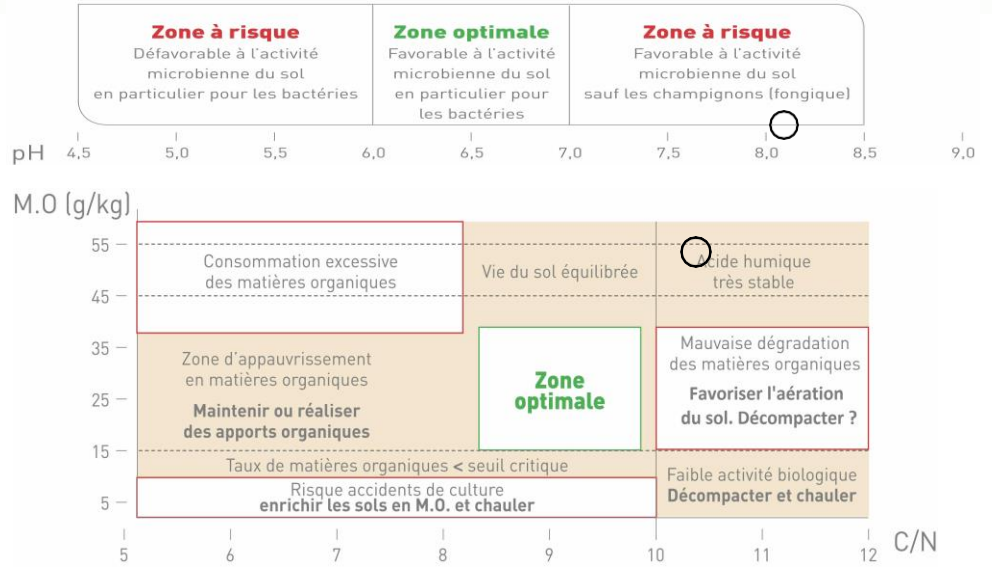 Zone à risque
Défavorable à l'activité
microbienne du sol
en particulier pour les bactéries
Zone optimale
Favorable à l'activité
microbienne du sol
en particulier pour
les bactéries
Zone à risque
Favorable à l'activité
microbienne du sol
sauf les champignons (fongique)
pH 4,5 5,0 5,5 6,0 6,5 7,0 7,5 8,0 8,5 9,0
M.O (g/kg)
55
45
35
25
15
5
Consommation excessive
des matières organiques
Vie du sol équilibrée
Acide humique
très stable
Zone d'appauvrissement
en matières organiques
Maintenir ou réaliser
des apports organiques
Zone
optimale
Mauvaise dégradation
des matières organiques
Favoriser l'aération
du sol. Décompacter ?
Taux de matières organiques < seuil critique
Risque accidents de culture
enrichir les sols en M.O. et chauler
Faible activité biologique
Décompacter et chauler
5 6 7 8 9 10 11 12 C/N